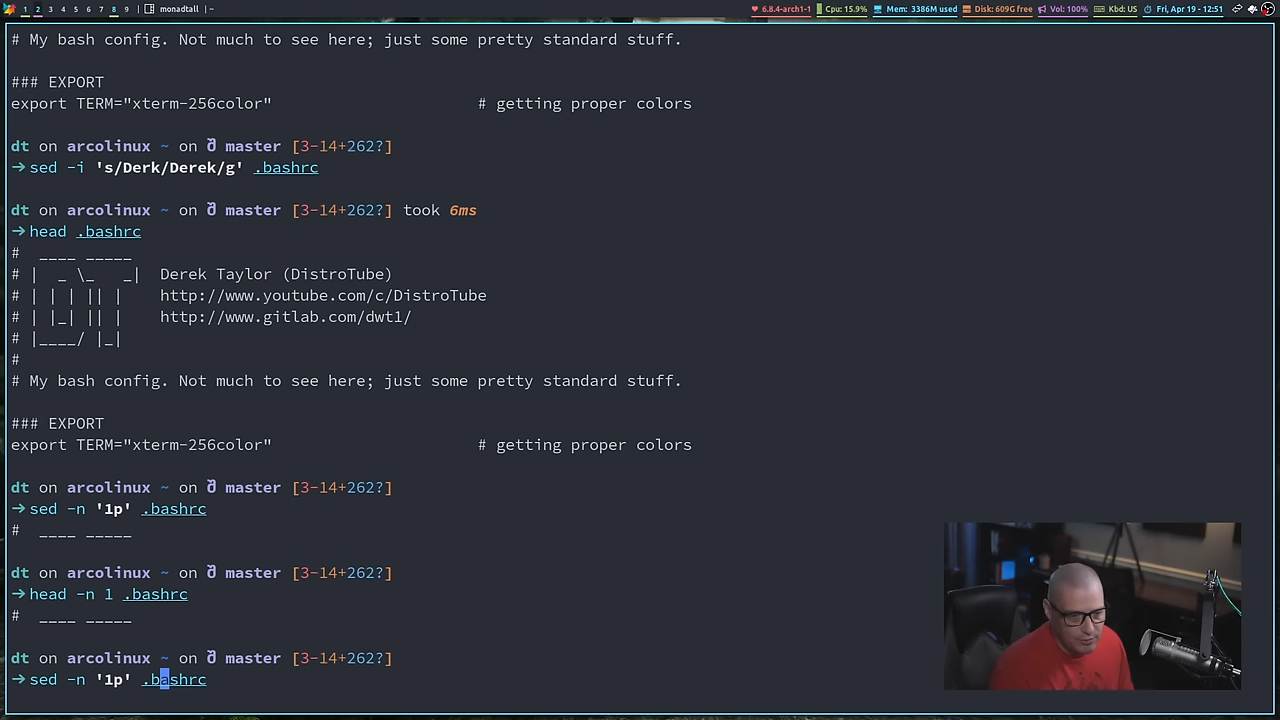 1 2 3 4 5 6 7 8 9 monadtall ~ 6.8.4-arch1-1 Cpu: 15.9% Mem: 3386M used Disk: 609G free Vol: 100% Kbd: US Fri, Apr 19 - 12:51
# My bash config. Not much to see here; just some pretty standard stuff.
### EXPORT
export TERM="xterm-256color" # getting proper colors
dt on arcolinux ~ on master [3-14+262?]
→ sed -i 's/Derk/Derek/g' .bashrc
dt on arcolinux ~ on master [3-14+262?] took 6ms
→ head .bashrc
#  ____ _____
# |  _ \_   _|  Derek Taylor (DistroTube)
# | | | || |    http://www.youtube.com/c/DistroTube
# | |_| || |    http://www.gitlab.com/dwt1/
# |____/ |_|
#
# My bash config. Not much to see here; just some pretty standard stuff.
### EXPORT
export TERM="xterm-256color" # getting proper colors
dt on arcolinux ~ on master [3-14+262?]
→ sed -n '1p' .bashrc
#  ____ _____
dt on arcolinux ~ on master [3-14+262?]
→ head -n 1 .bashrc
#  ____ _____
dt on arcolinux ~ on master [3-14+262?]
→ sed -n '1p' .bashrc